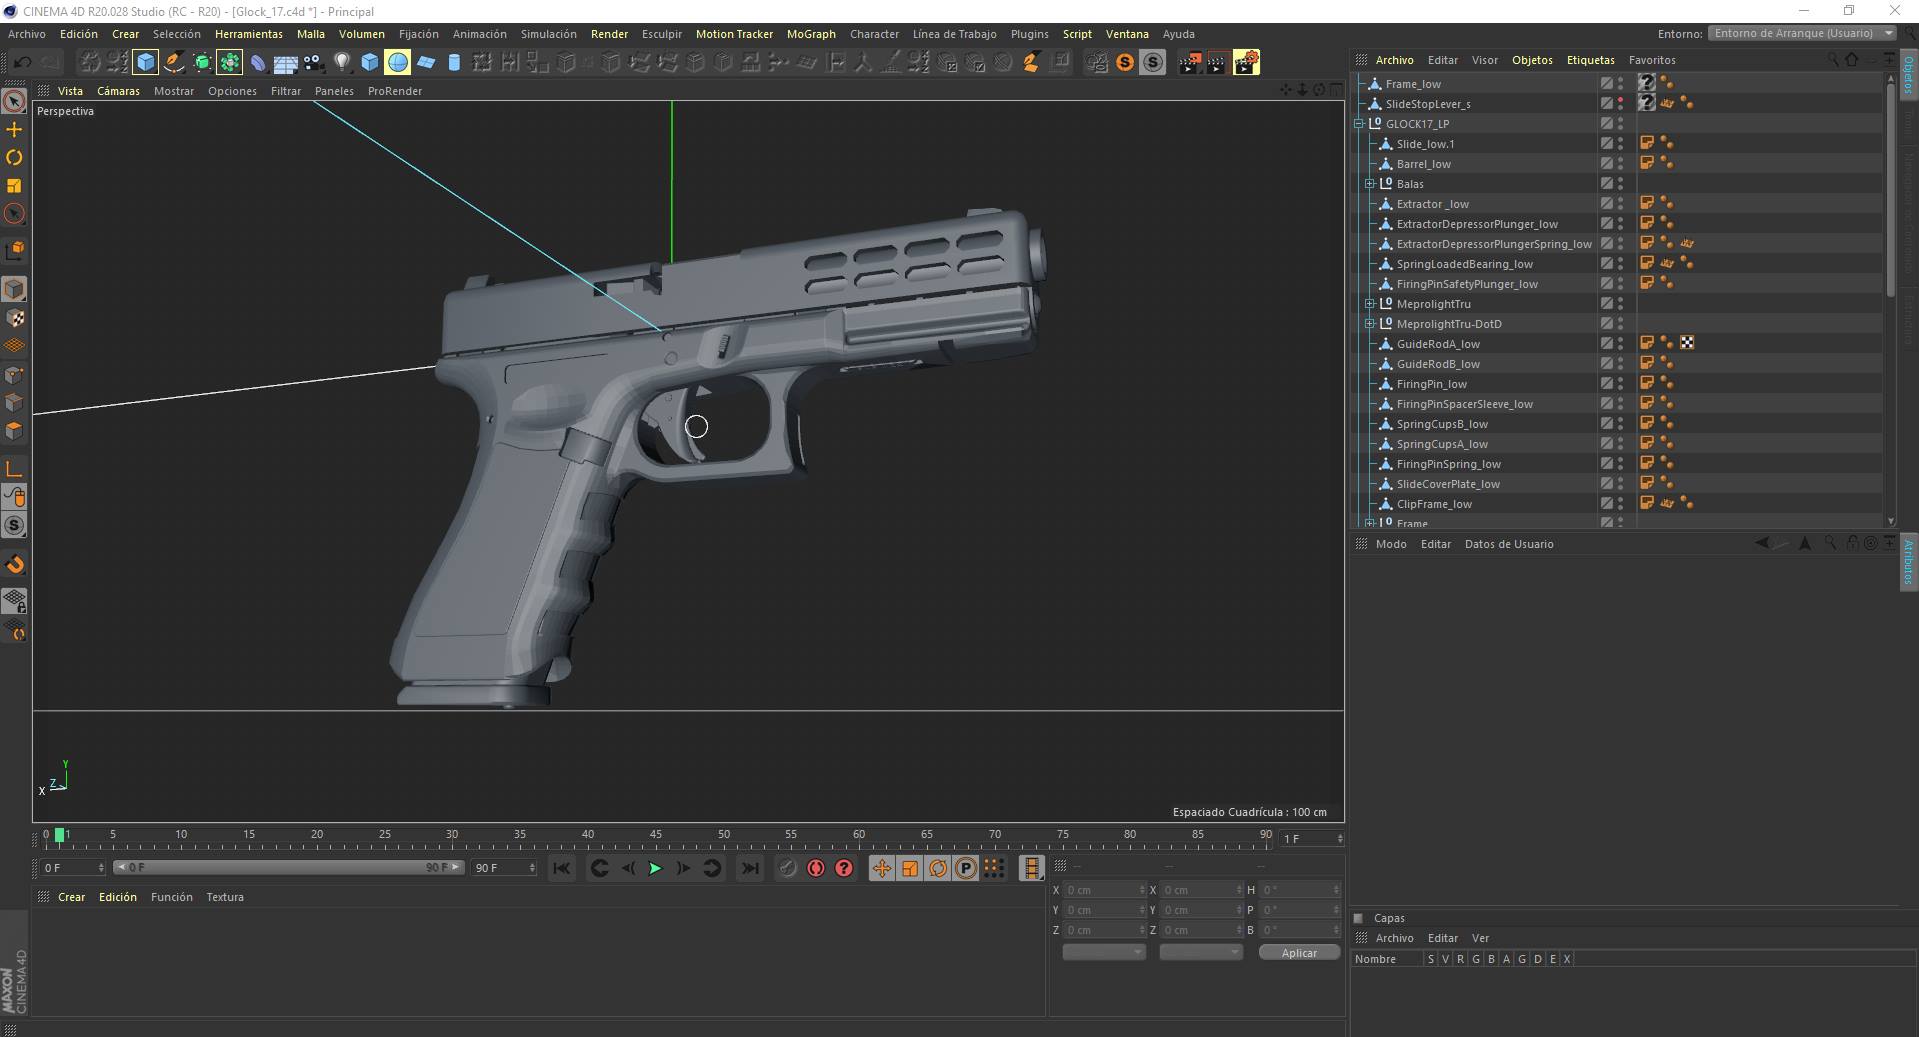 CINEMA 4D R20.028 Studio (RC - R20) - [Glock_17.c4d *] - Principal
Archivo Edición Crear Selección Herramientas Malla Volumen Fijación Animación Simulación Render Esculpir Motion Tracker MoGraph Character Línea de Trabajo Plugins Script Ventana Ayuda
Entorno: Entorno de Arranque (Usuario)
Vista Cámaras Mostrar Opciones Filtrar Paneles ProRender
Perspectiva
Y
Z
X
Espaciado Cuadrícula : 100 cm
0 1 5 10 15 20 25 30 35 40 45 50 55 60 65 70 75 80 85 90
1 F
0 F 0 F 90 F 90 F
Crear Edición Función Textura
-- -- --
X 0 cm X 0 cm H 0 °
Y 0 cm Y 0 cm P 0 °
Z 0 cm Z 0 cm B 0 °
Aplicar
MAXON
CINEMA 4D
Archivo Editar Visor Objetos Etiquetas Favoritos
Objetos
Frame_low
SlideStopLever_s
GLOCK17_LP
Slide_low.1
Barrel_low
Balas
Extractor _low
ExtractorDepressorPlunger_low
ExtractorDepressorPlungerSpring_low
SpringLoadedBearing_low
FiringPinSafetyPlunger_low
MeprolightTru
MeprolightTru-DotD
GuideRodA_low
GuideRodB_low
FiringPin_low
FiringPinSpacerSleeve_low
SpringCupsB_low
SpringCupsA_low
FiringPinSpring_low
SlideCoverPlate_low
ClipFrame_low
Frame
Modo Editar Datos de Usuario
Atributos
Capas
Archivo Editar Ver
Nombre S V R G B A G D E X